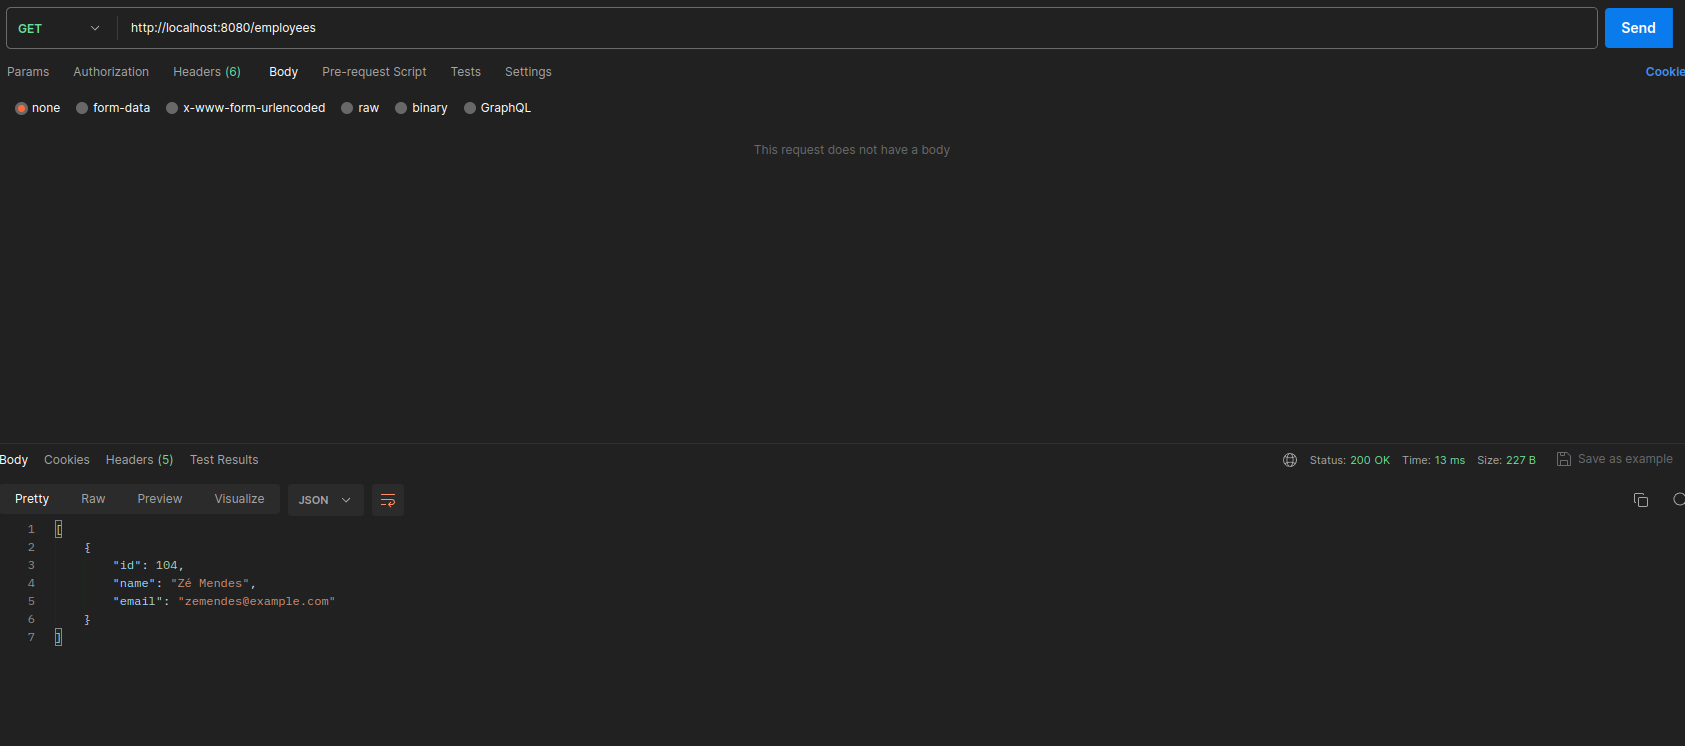 GET http://localhost:8080/employees Send
Params Authorization Headers (6) Body Pre-request Script Tests Settings Cookie
none form-data x-www-form-urlencoded raw binary GraphQL
This request does not have a body
Body Cookies Headers (5) Test Results Status: 200 OK Time: 13 ms Size: 227 B Save as example
Pretty Raw Preview Visualize JSON
1 [
2 {
3 "id": 104,
4 "name": "Zé Mendes",
5 "email": "zemendes@example.com"
6 }
7 ]